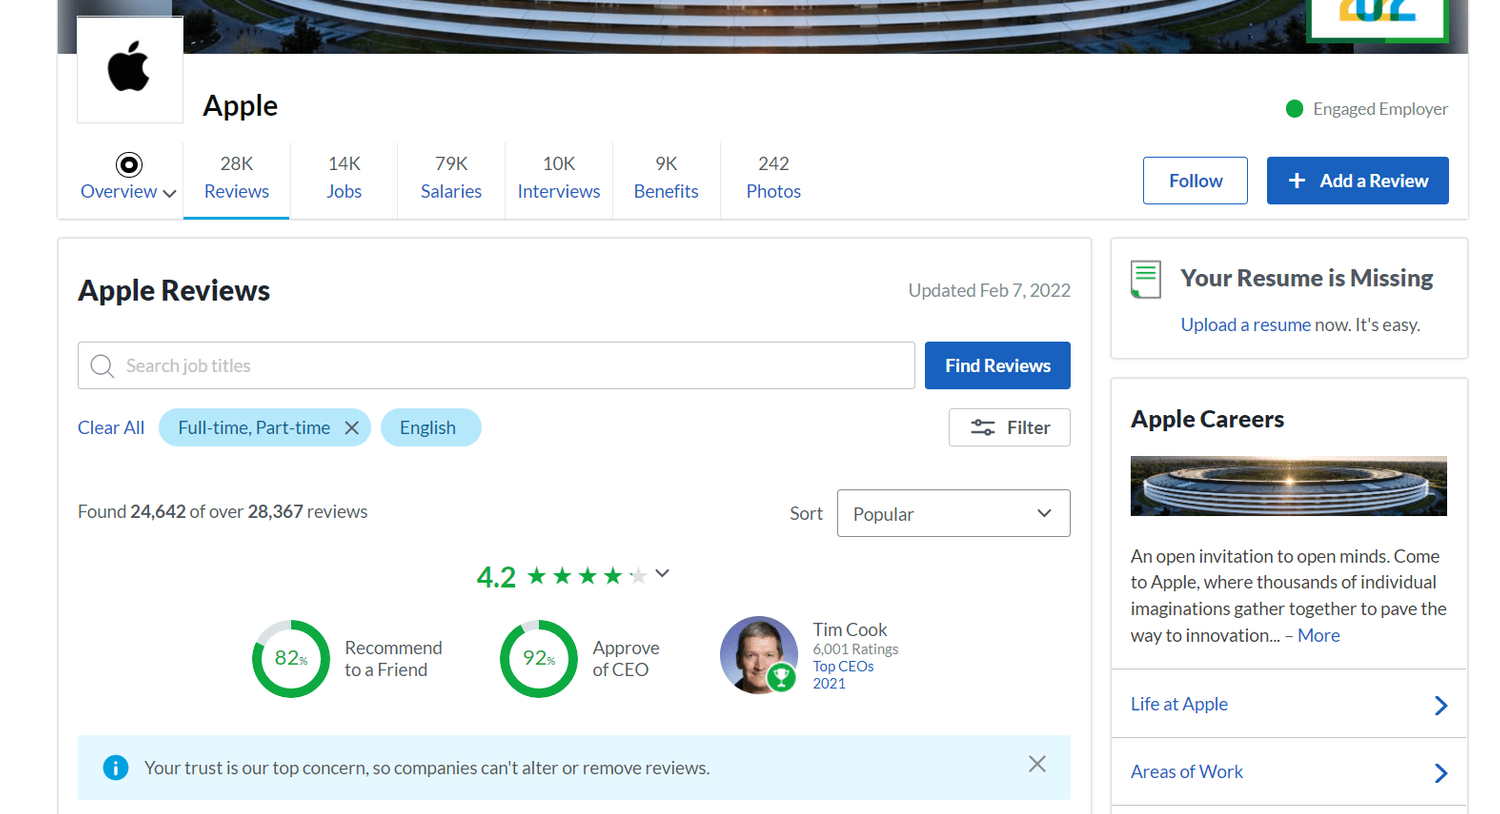 202
Apple
Engaged Employer
Overview
28K
Reviews
14K
Jobs
79K
Salaries
10K
Interviews
9K
Benefits
242
Photos
Follow
+ Add a Review
Apple Reviews
Updated Feb 7, 2022
Search job titles
Find Reviews
Clear All
Full-time, Part-time
English
Filter
Found 24,642 of over 28,367 reviews
Sort
Popular
4.2
82%
Recommend
to a Friend
92%
Approve
of CEO
Tim Cook
6,001 Ratings
Top CEOs
2021
Your trust is our top concern, so companies can't alter or remove reviews.
Your Resume is Missing
Upload a resume now. It's easy.
Apple Careers
An open invitation to open minds. Come
to Apple, where thousands of individual
imaginations gather together to pave the
way to innovation... – More
Life at Apple
Areas of Work